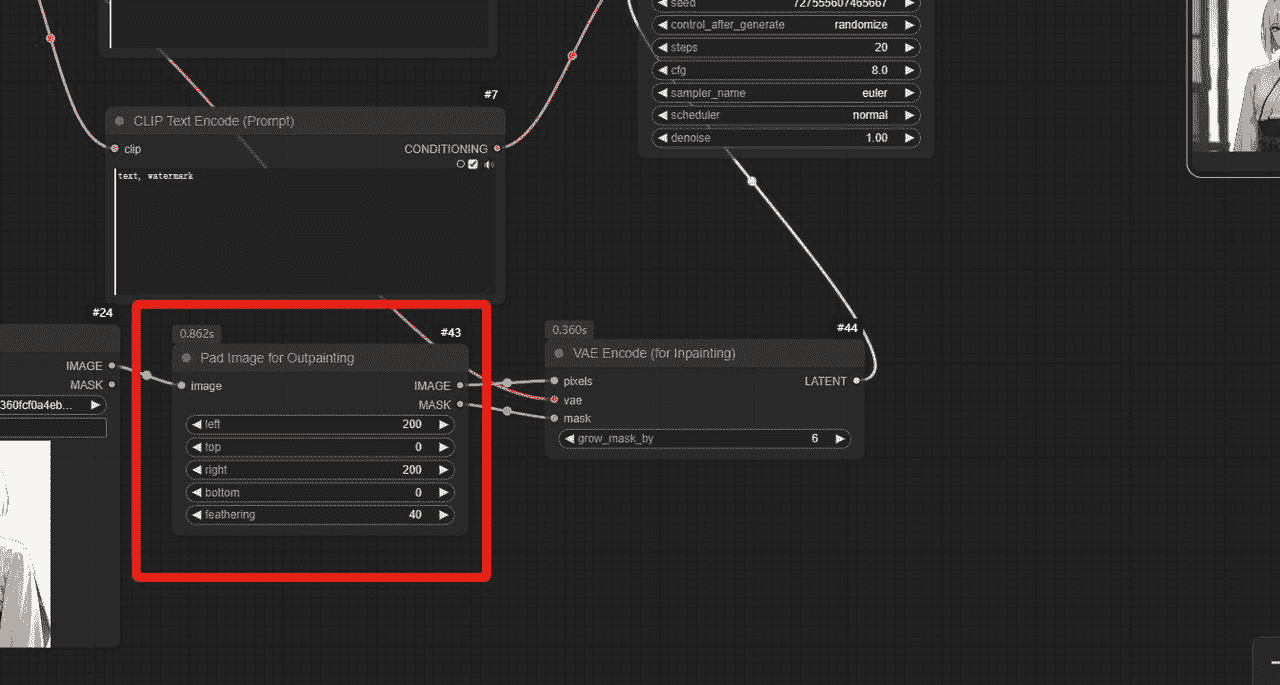 seed 727555607465667
control_after_generate randomize
steps 20
cfg 8.0
sampler_name euler
scheduler normal
denoise 1.00
#7
CLIP Text Encode (Prompt)
clip CONDITIONING
text, watermark
#24
IMAGE
MASK
360fcf0a4eb...
0.862s
#43
Pad Image for Outpainting
image IMAGE
MASK
left 200
top 0
right 200
bottom 0
feathering 40
0.360s
#44
VAE Encode (for Inpainting)
pixels LATENT
vae
mask
grow_mask_by 6